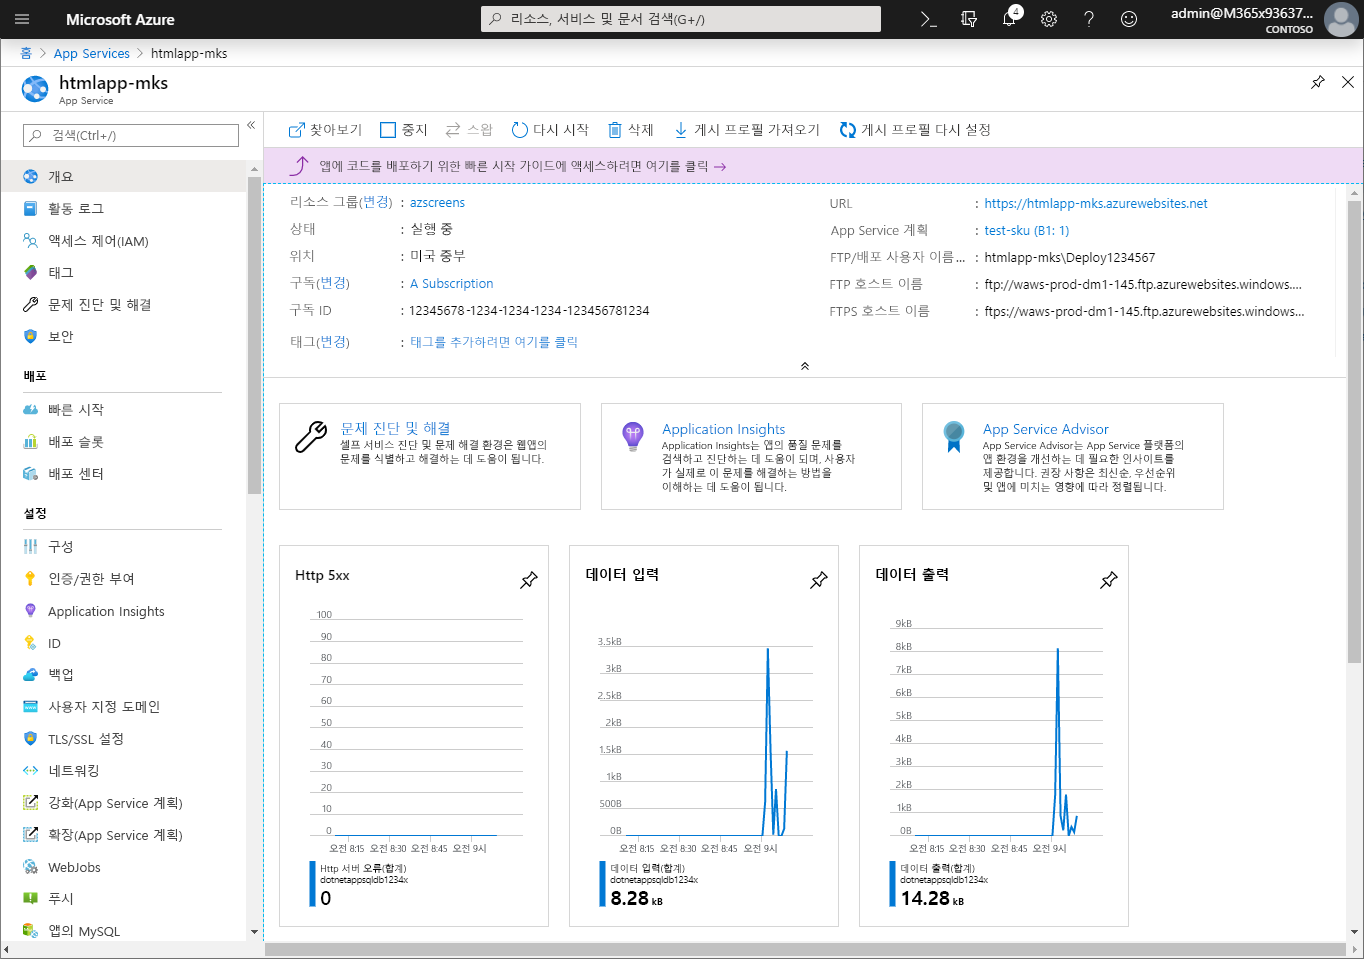 Microsoft Azure
리소스, 서비스 및 문서 검색(G+/)
4
admin@M365x93637...
CONTOSO
홈 > App Services > htmlapp-mks
htmlapp-mks
App Service
검색(Ctrl+/)
개요
활동 로그
액세스 제어(IAM)
태그
문제 진단 및 해결
보안
배포
빠른 시작
배포 슬롯
배포 센터
설정
구성
인증/권한 부여
Application Insights
ID
백업
사용자 지정 도메인
TLS/SSL 설정
네트워킹
강화(App Service 계획)
확장(App Service 계획)
WebJobs
푸시
앱의 MySQL
찾아보기 중지 스왑 다시 시작 삭제 게시 프로필 가져오기 게시 프로필 다시 설정
앱에 코드를 배포하기 위한 빠른 시작 가이드에 액세스하려면 여기를 클릭 →
리소스 그룹(변경) : azscreens
상태 : 실행 중
위치 : 미국 중부
구독(변경) : A Subscription
구독 ID : 12345678-1234-1234-1234-123456781234
태그(변경) : 태그를 추가하려면 여기를 클릭
URL : https://htmlapp-mks.azurewebsites.net
App Service 계획 : test-sku (B1: 1)
FTP/배포 사용자 이름... : htmlapp-mks\Deploy1234567
FTP 호스트 이름 : ftp://waws-prod-dm1-145.ftp.azurewebsites.windows....
FTPS 호스트 이름 : ftps://waws-prod-dm1-145.ftp.azurewebsites.windows...
문제 진단 및 해결
셀프 서비스 진단 및 문제 해결 환경은 웹앱의
문제를 식별하고 해결하는 데 도움이 됩니다.
Application Insights
Application Insights는 앱의 품질 문제를
검색하고 진단하는 데 도움이 되며, 사용자
가 실제로 이 문제를 해결하는 방법을
이해하는 데 도움이 됩니다.
App Service Advisor
App Service Advisor는 App Service 플랫폼의
앱 환경을 개선하는 데 필요한 인사이트를
제공합니다. 권장 사항은 최신순, 우선순위
및 앱에 미치는 영향에 따라 정렬됩니다.
Http 5xx
100
90
80
70
60
50
40
30
20
10
0
오전 8:15 오전 8:30 오전 8:45 오전 9시
Http 서버 오류(합계)
dotnetappsqldb1234x
0
데이터 입력
3.5kB
3kB
2.5kB
2kB
1.5kB
1kB
500B
0B
오전 8:15 오전 8:30 오전 8:45 오전 9시
데이터 입력(합계)
dotnetappsqldb1234x
8.28 kB
데이터 출력
9kB
8kB
7kB
6kB
5kB
4kB
3kB
2kB
1kB
0B
오전 8:15 오전 8:30 오전 8:45 오전 9시
데이터 출력(합계)
dotnetappsqldb1234x
14.28 kB